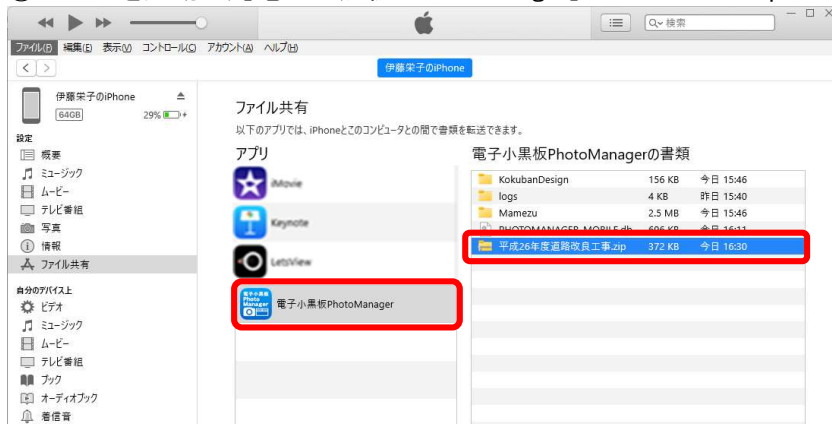 検索
ファイル(F) 編集(E) 表示(V) コントロール(C) アカウント(A) ヘルプ(H)
伊藤栄子のiPhone
伊藤栄子のiPhone
64GB 29%
設定
概要
ミュージック
ムービー
テレビ番組
写真
情報
ファイル共有
自分のデバイス上
ビデオ
ミュージック
ムービー
テレビ番組
ブック
オーディオブック
着信音
ファイル共有
以下のアプリでは、iPhoneとこのコンピュータとの間で書類を転送できます。
アプリ
iMovie
Keynote
LetsView
電子小黒板PhotoManager
電子小黒板PhotoManagerの書類
KokubanDesign 156 KB 今日 15:46
logs 4 KB 昨日 15:40
Mamezu 2.5 MB 今日 15:46
PHOTOMANAGER_MOBILE.db 696 KB 今日 16:11
平成26年度道路改良工事.zip 372 KB 今日 16:30